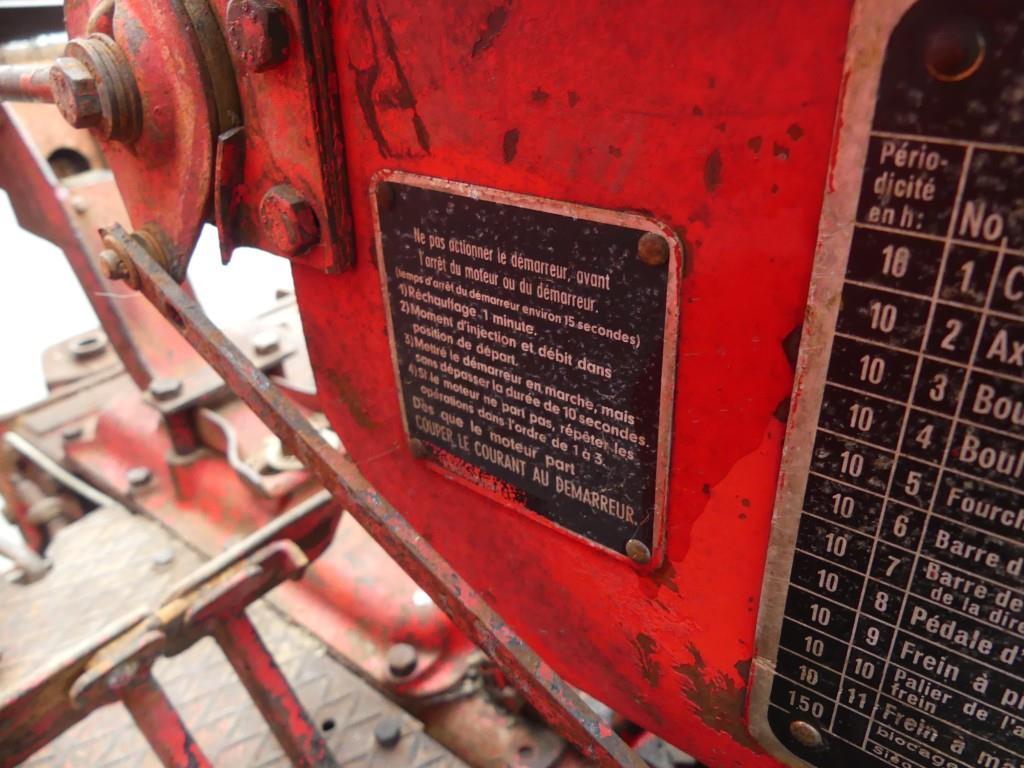 Ne pas actionner le démarreur, avant
l'arrêt du moteur ou du démarreur.
(temps d'arrêt du démarreur environ 15 secondes)
1) Réchauffage 1 minute.
2) Moment d'injection et débit dans
position de départ.
3) Mettré le démarreur en marche, mais
sans dépasser la durée de 10 secondes.
4) Si le moteur ne part pas, répêter les
opérations dans l'ordre de 1 à 3.
Dès que le moteur part
COUPER LE COURANT AU DEMARREUR.
Pério-
dicité
en h: No
10 1 C
10 2 Ax
10 3 Bou
10 4 Boul
10 5 Fourch
10 6 Barre d
10 7 Barre de
de la dire
10 8 Pédale d'
10 9 Frein à p
10 10 Palier de l'a
frein
150 11 Frein à ma
blocage